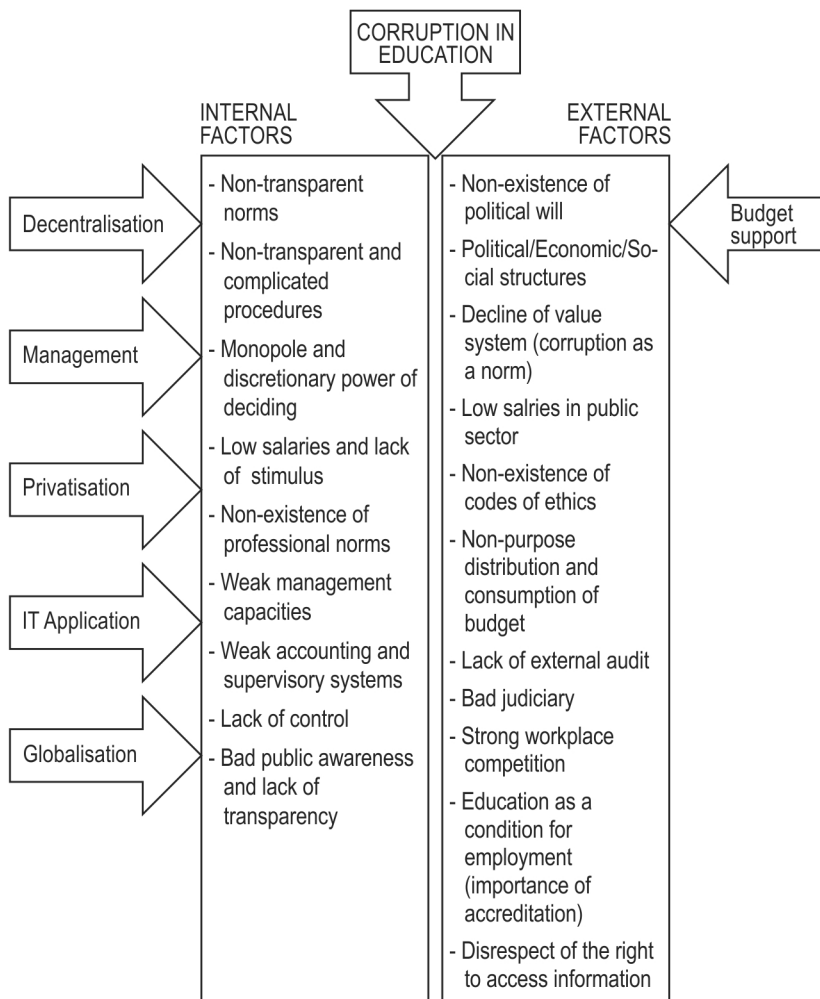 CORRUPTION IN
EDUCATION
INTERNAL
FACTORS
EXTERNAL
FACTORS
Decentralisation
Management
Privatisation
IT Application
Globalisation
- Non-transparent
norms
- Non-transparent and
complicated
procedures
- Monopole and
discretionary power of
deciding
- Low salaries and lack
of stimulus
- Non-existence of
professional norms
- Weak management
capacities
- Weak accounting and
supervisory systems
- Lack of control
- Bad public awareness
and lack of
transparency
- Non-existence of
political will
- Political/Economic/So-
cial structures
- Decline of value
system (corruption as
a norm)
- Low salries in public
sector
- Non-existence of
codes of ethics
- Non-purpose
distribution and
consumption of
budget
- Lack of external audit
- Bad judiciary
- Strong workplace
competition
- Education as a
condition for
employment
(importance of
accreditation)
- Disrespect of the right
to access information
Budget
support